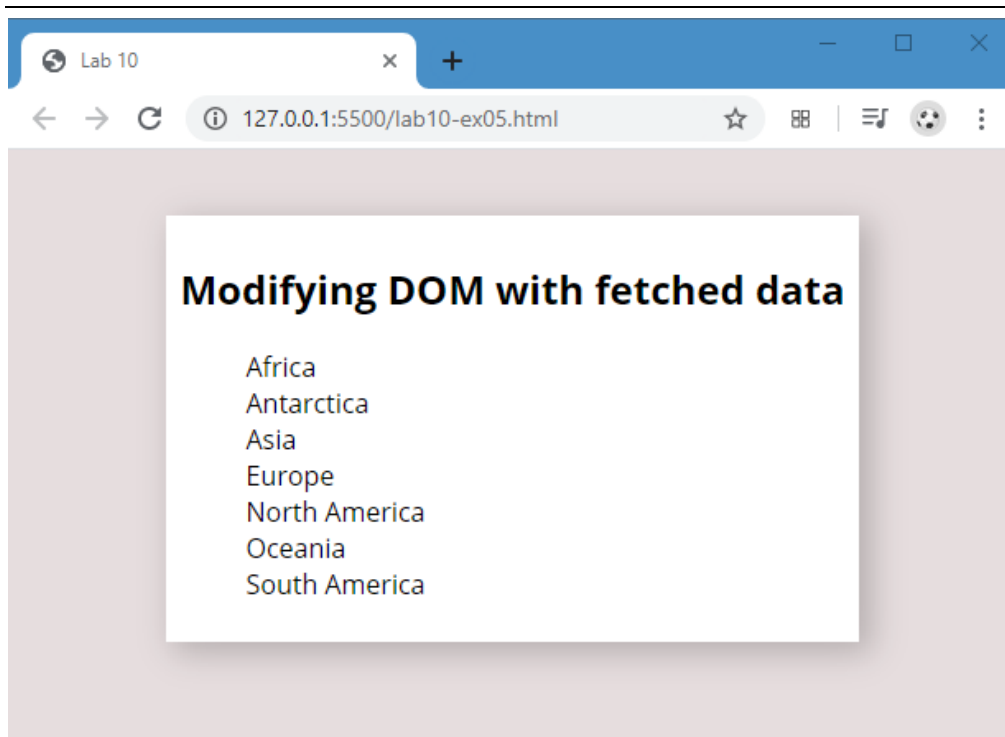 Lab 10
127.0.0.1:5500/lab10-ex05.html
Modifying DOM with fetched data
Africa
Antarctica
Asia
Europe
North America
Oceania
South America